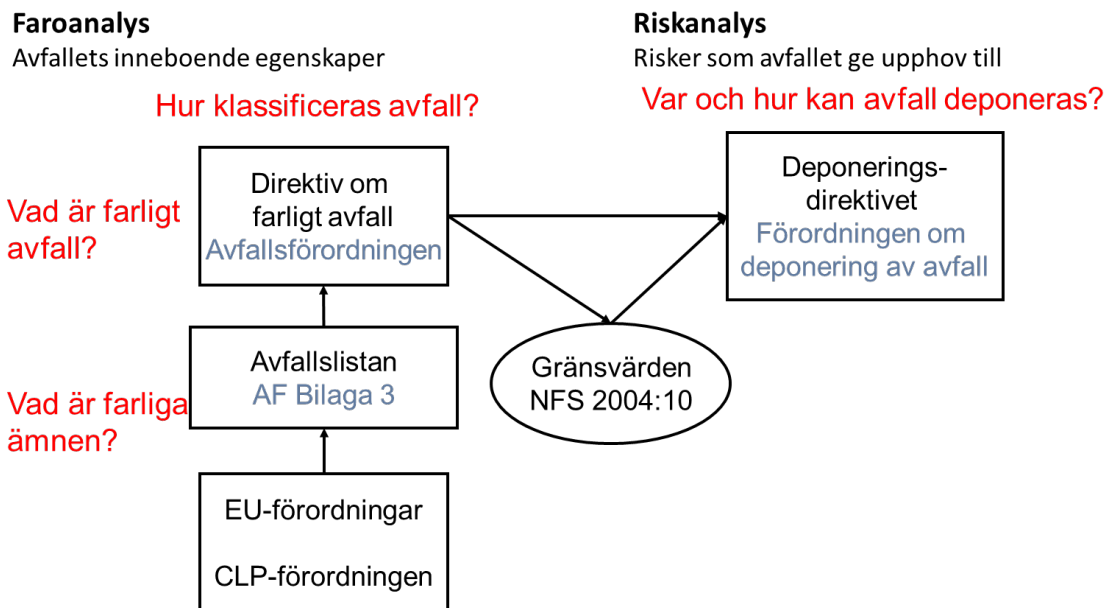 Faroanalys
Avfallets inneboende egenskaper
Riskanalys
Risker som avfallet ge upphov till
Hur klassificeras avfall?
Var och hur kan avfall deponeras?
Vad är farligt
avfall?
Direktiv om
farligt avfall
Avfallsförordningen
Deponerings-
direktivet
Förordningen om
deponering av avfall
Avfallslistan
AF Bilaga 3
Gränsvärden
NFS 2004:10
Vad är farliga
ämnen?
EU-förordningar
CLP-förordningen